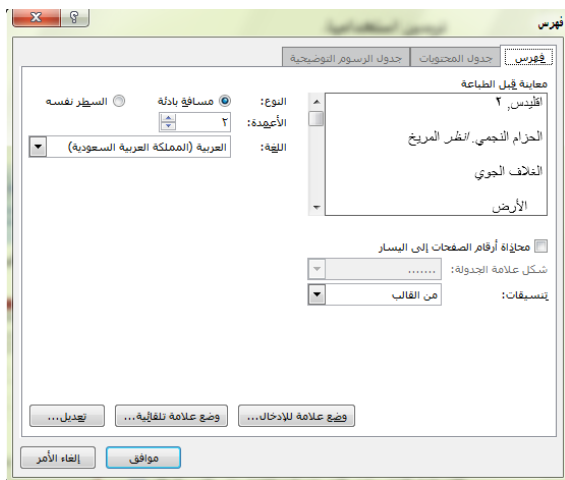 فهرس
فهرس جدول المحتويات جدول الرسوم التوضيحية
معاينة قبل الطباعة
اقليدس, ٢
الحزام النجمي. انظر المريخ
الغلاف الجوي
الأرض
النوع: مسافة بادئة السطر نفسه
الأعمدة: ٢
اللغة: العربية (المملكة العربية السعودية)
محاذاة أرقام الصفحات إلى اليسار
شكل علامة الجدولة: .......
تنسيقات: من القالب
وضع علامة للإدخال... وضع علامة تلقائية... تعديل...
موافق إلغاء الأمر